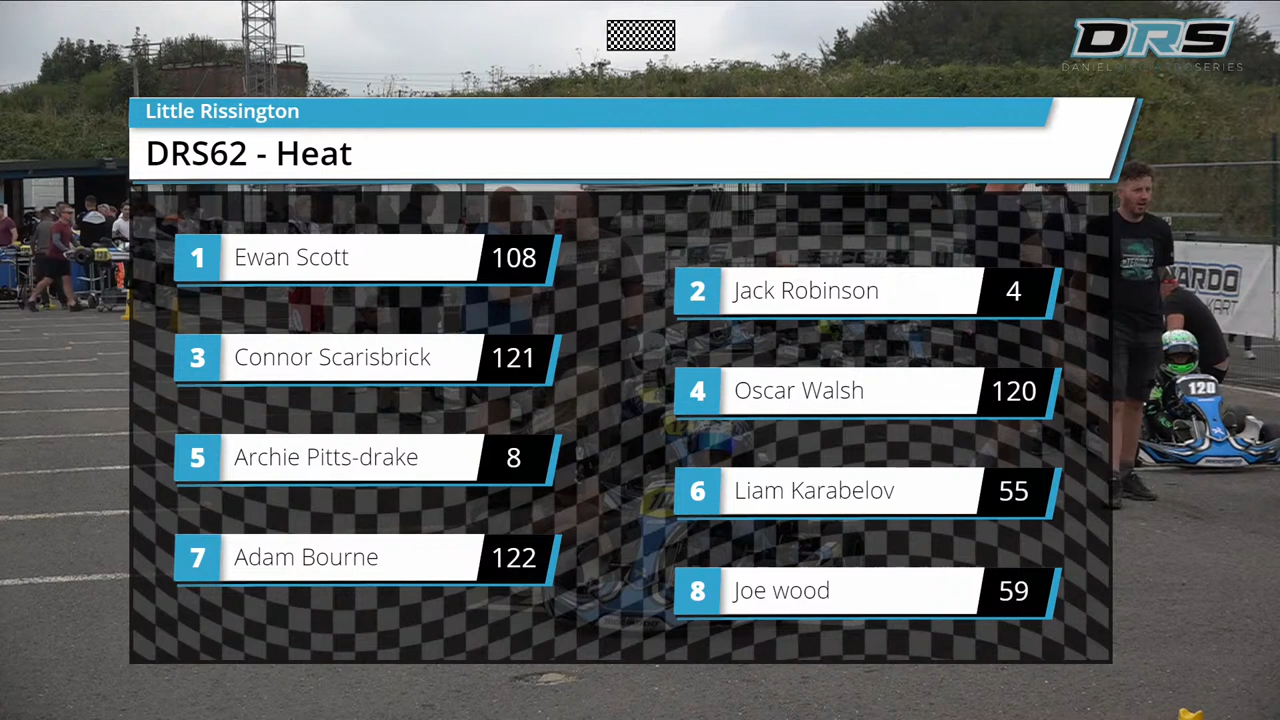 DRS
Little Rissington
DRS62 - Heat
1 Ewan Scott 108
2 Jack Robinson 4
3 Connor Scarisbrick 121
4 Oscar Walsh 120
5 Archie Pitts-drake 8
6 Liam Karabelov 55
7 Adam Bourne 122
8 Joe wood 59
120